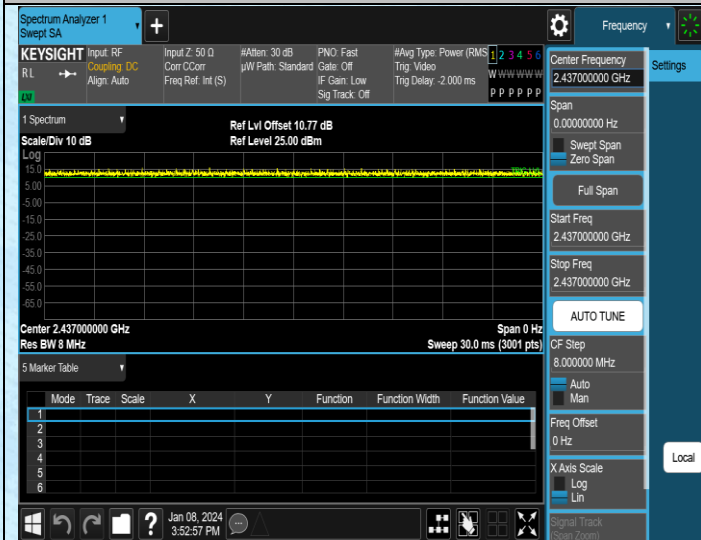 Spectrum Analyzer 1
Swept SA
Frequency
KEYSIGHT
RL
Input: RF
Coupling: DC
Align: Auto
Input Z: 50 Ω
Corr CCorr
Freq Ref: Int (S)
#Atten: 30 dB
µW Path: Standard
PNO: Fast
Gate: Off
IF Gain: Low
Sig Track: Off
#Avg Type: Power (RMS
Trig: Video
Trig Delay: -2.000 ms
1 2 3 4 5 6
W W W W W W
P P P P P P
Center Frequency
2.437000000 GHz
Settings
Span
0.00000000 Hz
Swept Span
Zero Span
Full Span
Start Freq
2.437000000 GHz
Stop Freq
2.437000000 GHz
AUTO TUNE
CF Step
8.000000 MHz
Auto
Man
Freq Offset
0 Hz
X Axis Scale
Log
Lin
Signal Track
(Span Zoom)
Local
1 Spectrum
Scale/Div 10 dB
Ref Lvl Offset 10.77 dB
Ref Level 25.00 dBm
Log
15.0
5.00
-5.00
-15.0
-25.0
-35.0
-45.0
-55.0
-65.0
Center 2.437000000 GHz
Span 0 Hz
Res BW 8 MHz
Sweep 30.0 ms (3001 pts)
5 Marker Table
Mode Trace Scale X Y Function Function Width Function Value
1
2
3
4
5
6
?
Jan 08, 2024
3:52:57 PM